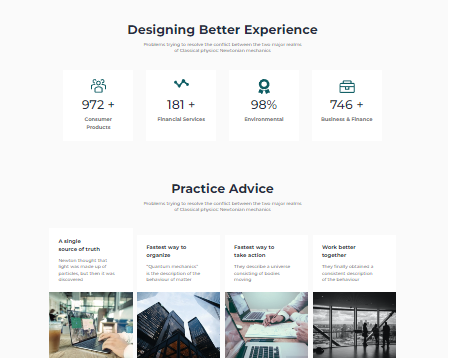 Designing Better Experience
Problems trying to resolve the conflict between the two major realms
of Classical physics: Newtonian mechanics
972 +
Consumer
Products
181 +
Financial Services
98%
Environmental
746 +
Business & Finance
Practice Advice
Problems trying to resolve the conflict between the two major realms
of Classical physics: Newtonian mechanics
A single
source of truth
Newton thought that
light was made up of
particles, but then it was
discovered
Fastest way to
organize
"Quantum mechanics"
is the description of the
behaviour of matter
Fastest way to
take action
They describe a universe
consisting of bodies
moving
Work better
together
They finally obtained a
consistent description
of the behaviour